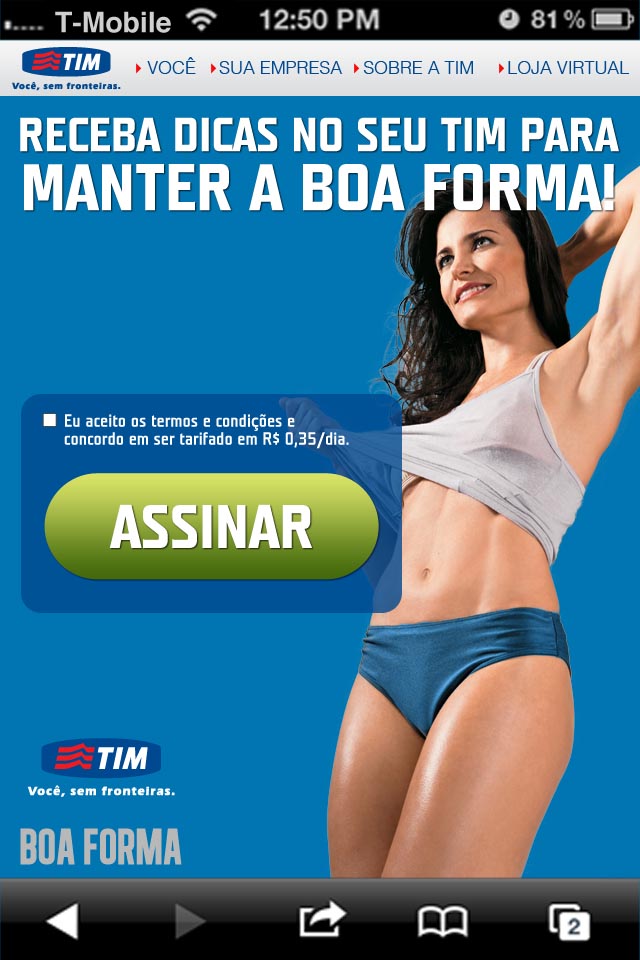 T-Mobile 12:50 PM 81%
TIM
Você, sem fronteiras.
VOCÊ SUA EMPRESA SOBRE A TIM LOJA VIRTUAL
RECEBA DICAS NO SEU TIM PARA
MANTER A BOA FORMA!
Eu aceito os termos e condições e
concordo em ser tarifado em R$ 0,35/dia.
ASSINAR
TIM
Você, sem fronteiras.
BOA FORMA
2